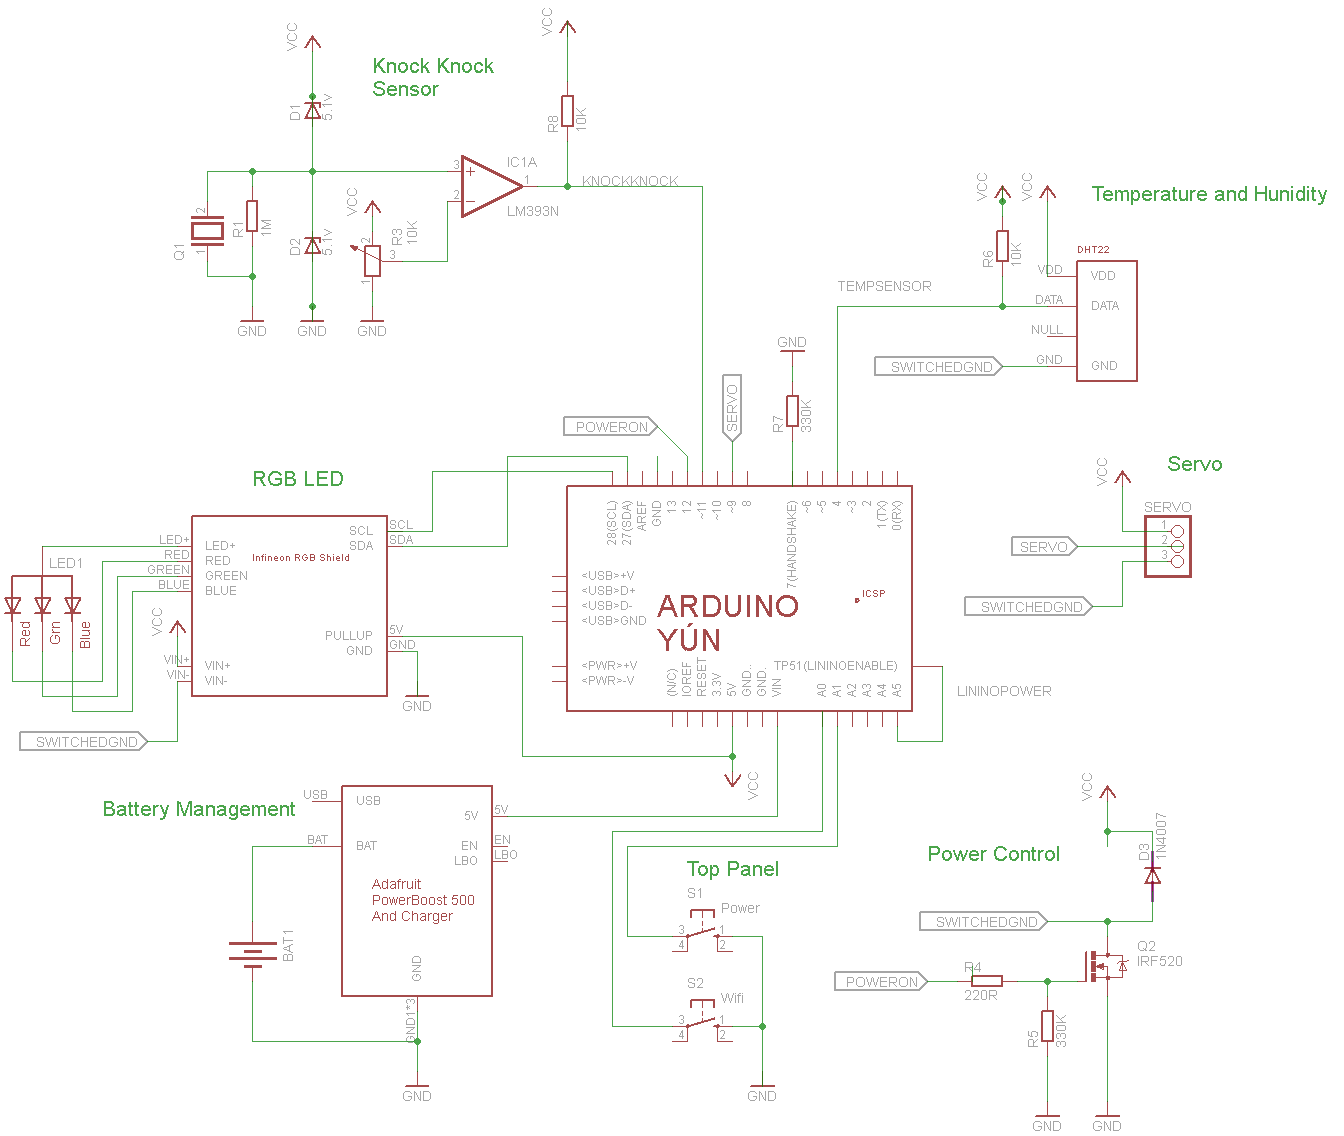 VCC
Knock Knock
Sensor
D1
5.1v
VCC
R8
10K
IC1A
3
2
1
KNOCKKNOCK
LM393N
2
Q1
1
R1
1M
D2
5.1v
VCC
R3
10K
2
3
1
GND
GND
GND
VCC
VCC
Temperature and Hunidity
R6
10K
DHT22
VDD
VDD
TEMPSENSOR
DATA
DATA
NULL
GND
GND
SWITCHEDGND
GND
R7
330K
SERVO
POWERON
RGB LED
SCL
SCL
SDA
SDA
Infineon RGB Shield
LED+
LED+
RED
RED
GREEN
GREEN
BLUE
BLUE
LED1
Red
Grn
Blue
VCC
VIN+
VIN+
VIN-
VIN-
PULLUP
5V
GND
GND
GND
SWITCHEDGND
28(SCL)
27(SDA)
AREF
GND
13
12
~11
~10
~9
8
7(HANDSHAKE)
~6
~5
4
~3
2
1(TX)
0(RX)
<USB>+V
<USB>D+
<USB>D-
<USB>GND
ARDUINO
YÚN
ICSP
<PWR>+V
<PWR>-V
TP51(LININOENABLE)
(N/C)
IOREF
RESET
3.3V
5V
GND..
GND.
VIN
A0
A1
A2
A3
A4
A5
LININOPOWER
VCC
Servo
VCC
SERVO
1
2
3
SERVO
SWITCHEDGND
Battery Management
USB
USB
5V
5V
BAT
BAT
EN
EN
LBO
LBO
Adafruit
PowerBoost 500
And Charger
GND
GND1*3
BAT1
GND
Top Panel
S1
Power
3
4
1
2
S2
Wifi
3
4
1
2
GND
VCC
Power Control
D3
1N4007
SWITCHEDGND
Q2
IRF520
POWERON
R4
220R
R5
330K
GND
GND